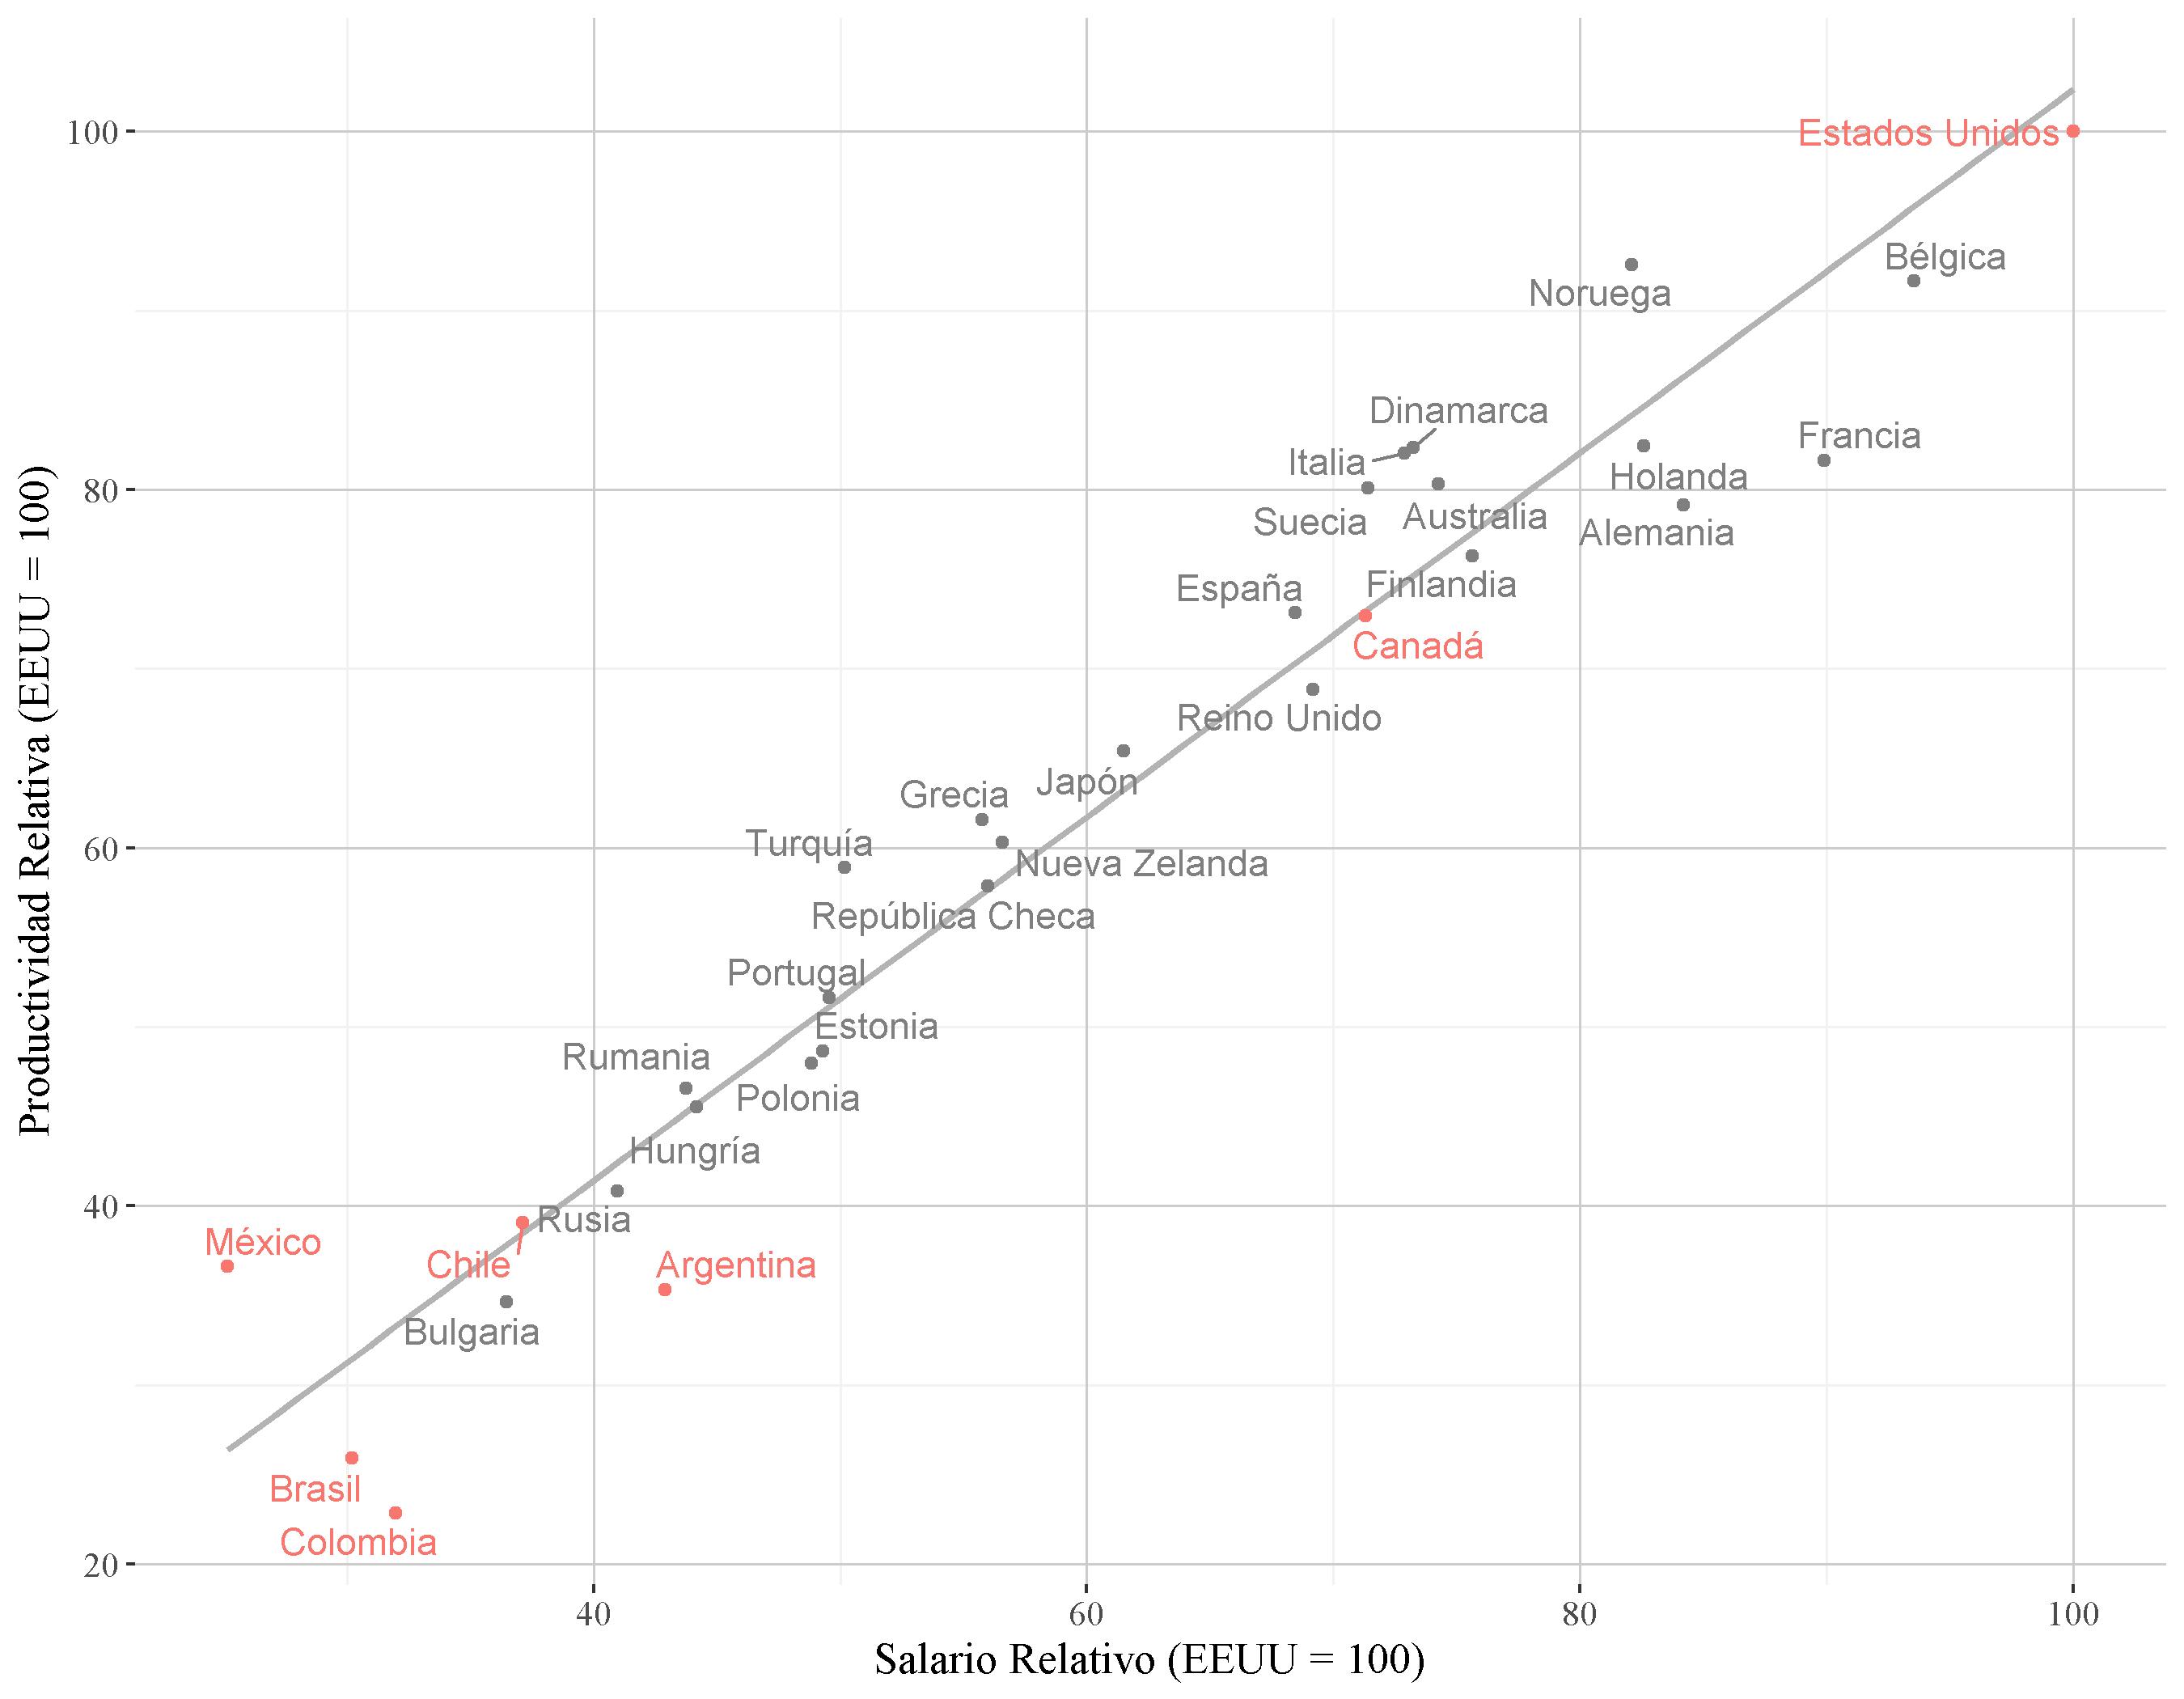 100
Estados Unidos
Bélgica
Noruega
Dinamarca
Francia
Italia
Holanda
80
Suecia
Australia
Alemania
España
Finlandia
Canadá
Reino Unido
Japón
Grecia
Turquía
60
Nueva Zelanda
República Checa
Portugal
Estonia
Rumania
Polonia
Hungría
40
Rusia
México
Chile
Argentina
Bulgaria
Brasil
Colombia
20
40
60
80
100
Salario Relativo (EEUU = 100)
Productividad Relativa (EEUU = 100)